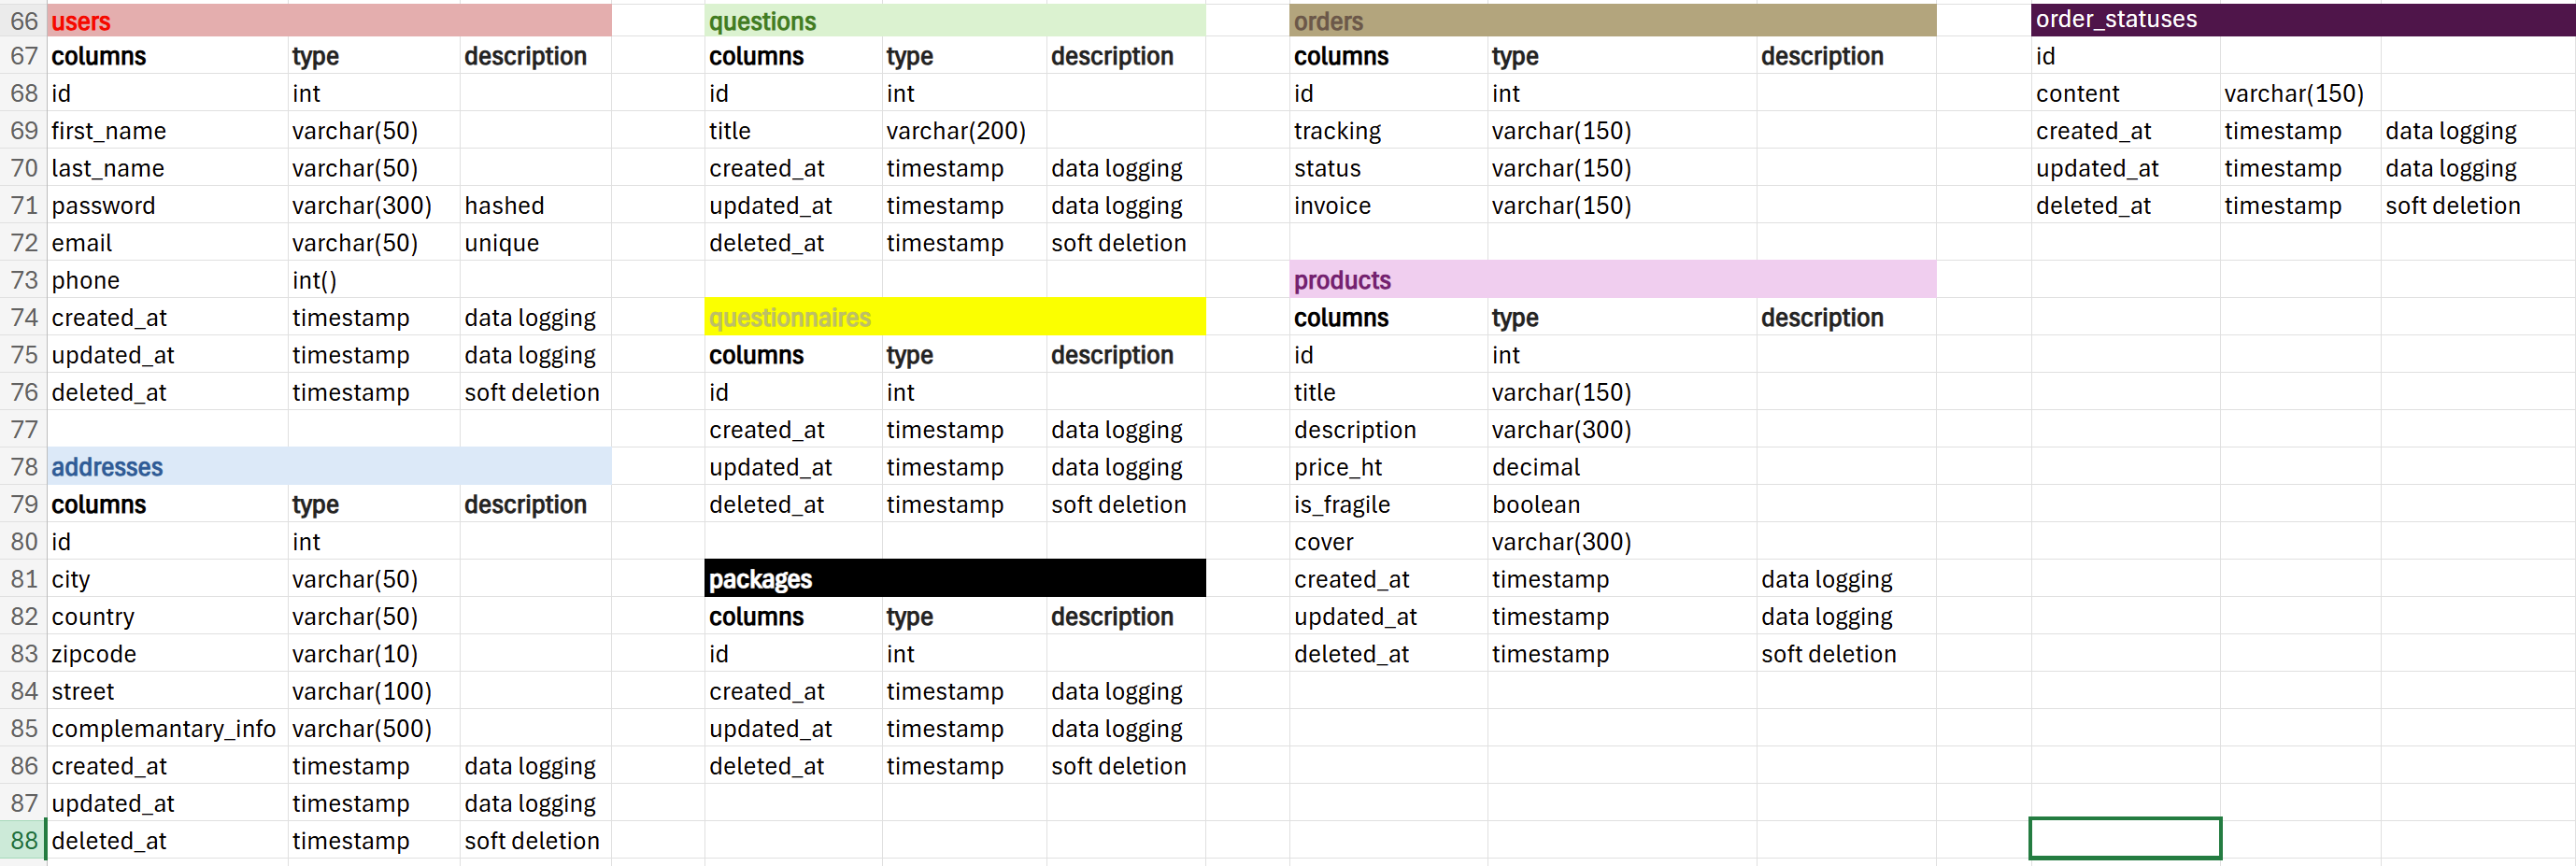 66 users questions orders order_statuses
67 columns type description columns type description columns type description id
68 id int id int id int content varchar(150)
69 first_name varchar(50) title varchar(200) tracking varchar(150) created_at timestamp data logging
70 last_name varchar(50) created_at timestamp data logging status varchar(150) updated_at timestamp data logging
71 password varchar(300) hashed updated_at timestamp data logging invoice varchar(150) deleted_at timestamp soft deletion
72 email varchar(50) unique deleted_at timestamp soft deletion
73 phone int() products
74 created_at timestamp data logging questionnaires columns type description
75 updated_at timestamp data logging columns type description id int
76 deleted_at timestamp soft deletion id int title varchar(150)
77 created_at timestamp data logging description varchar(300)
78 addresses updated_at timestamp data logging price_ht decimal
79 columns type description deleted_at timestamp soft deletion is_fragile boolean
80 id int cover varchar(300)
81 city varchar(50) packages created_at timestamp data logging
82 country varchar(50) columns type description updated_at timestamp data logging
83 zipcode varchar(10) id int deleted_at timestamp soft deletion
84 street varchar(100) created_at timestamp data logging
85 complemantary_info varchar(500) updated_at timestamp data logging
86 created_at timestamp data logging deleted_at timestamp soft deletion
87 updated_at timestamp data logging
88 deleted_at timestamp soft deletion